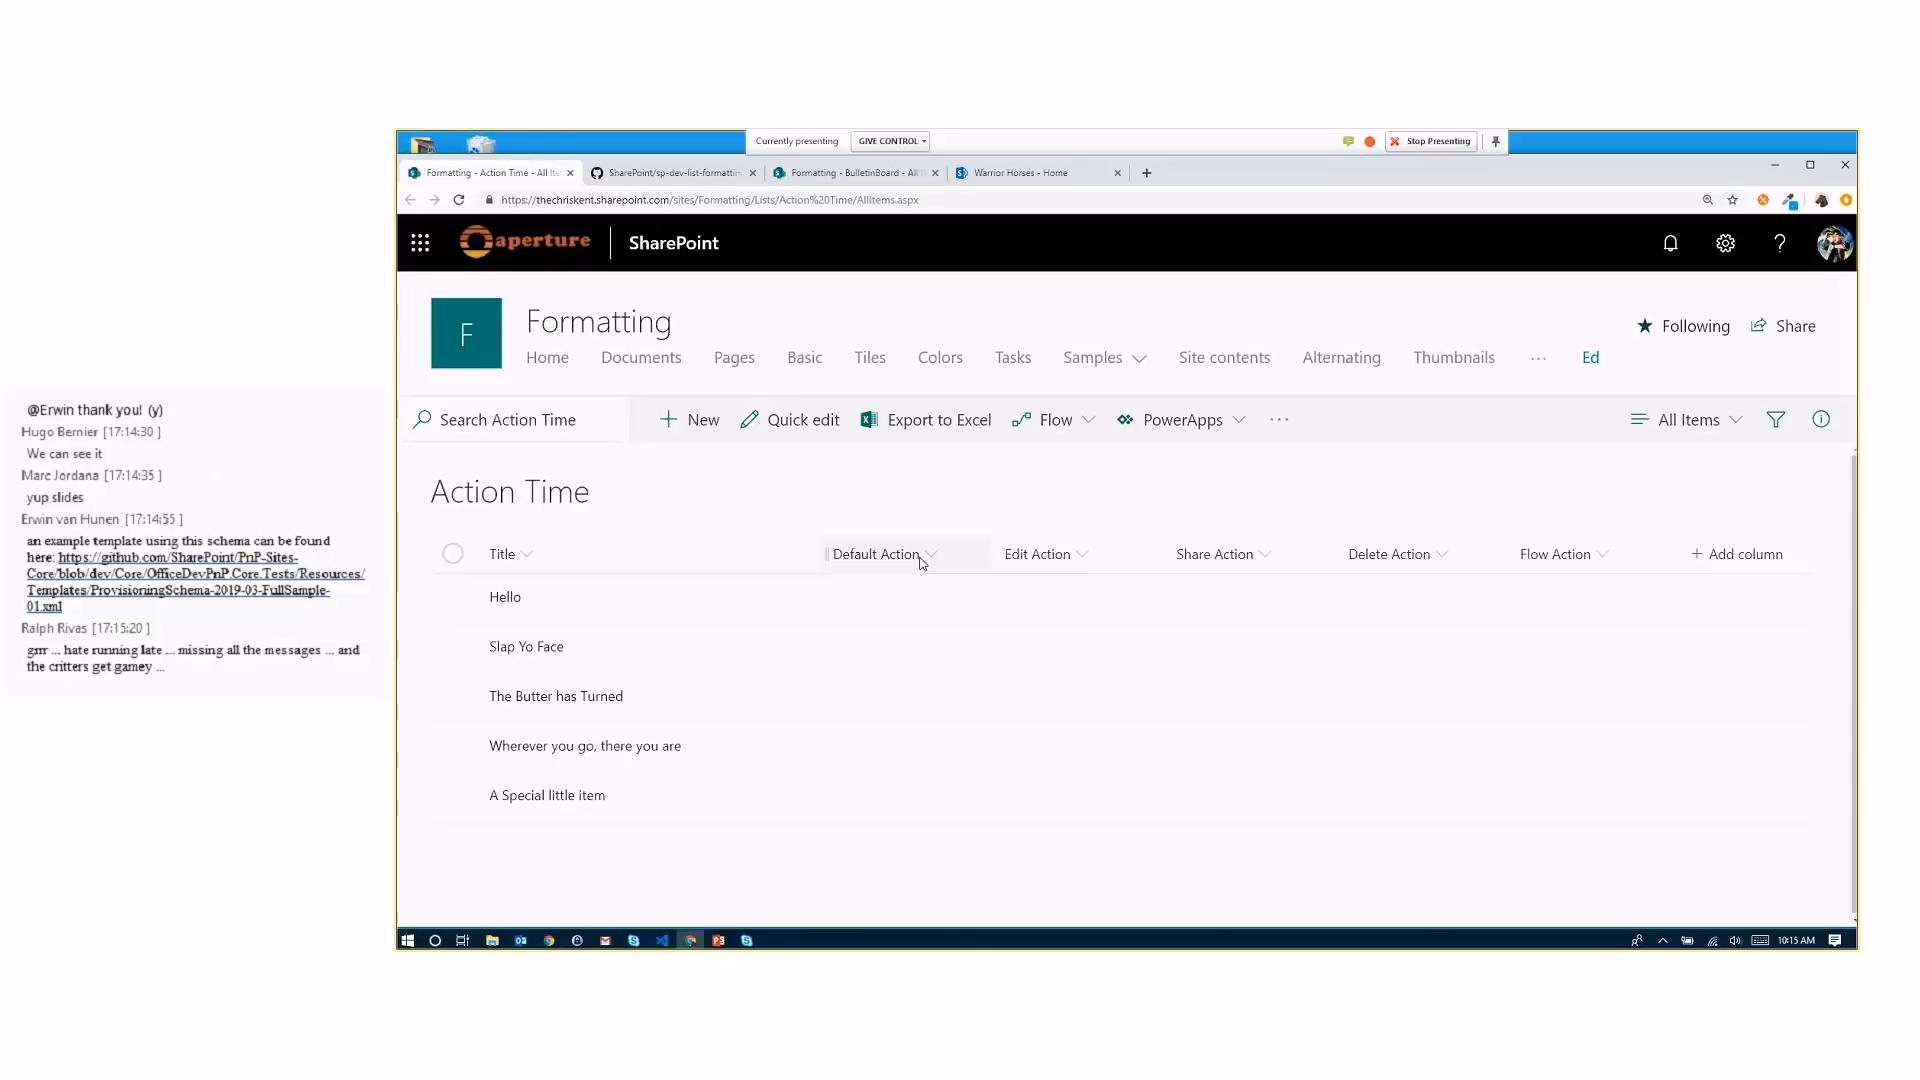 @Erwin thank you! (y)
Hugo Bernier [17:14:30 ]
We can see it
Marc Jordana [17:14:35 ]
yup slides
Erwin van Hunen [17:14:55 ]
an example template using this schema can be found
here: https://github.com/SharePoint/PnP-Sites-
Core/blob/dev/Core/OfficeDevPnP.Core.Tests/Resources/
Templates/ProvisioningSchema-2019-03-FullSample-
01.xml
Ralph Rivas [17:15:20 ]
grrr ... hate running late ... missing all the messages ... and
the critters get gamey ...
Currently presenting
GIVE CONTROL
Stop Presenting
Formatting - Action Time - All Ite
SharePoint/sp-dev-list-formattin
Formatting - BulletinBoard - All
Warrior Horses - Home
https://thechriskent.sharepoint.com/sites/Formatting/Lists/Action%20Time/AllItems.aspx
aperture
SharePoint
F
Formatting
Following
Share
Home Documents Pages Basic Tiles Colors Tasks Samples Site contents Alternating Thumbnails ... Ed
Search Action Time
New Quick edit Export to Excel Flow PowerApps ...
All Items
Action Time
Title Default Action Edit Action Share Action Delete Action Flow Action + Add column
Hello
Slap Yo Face
The Butter has Turned
Wherever you go, there you are
A Special little item
10:15 AM